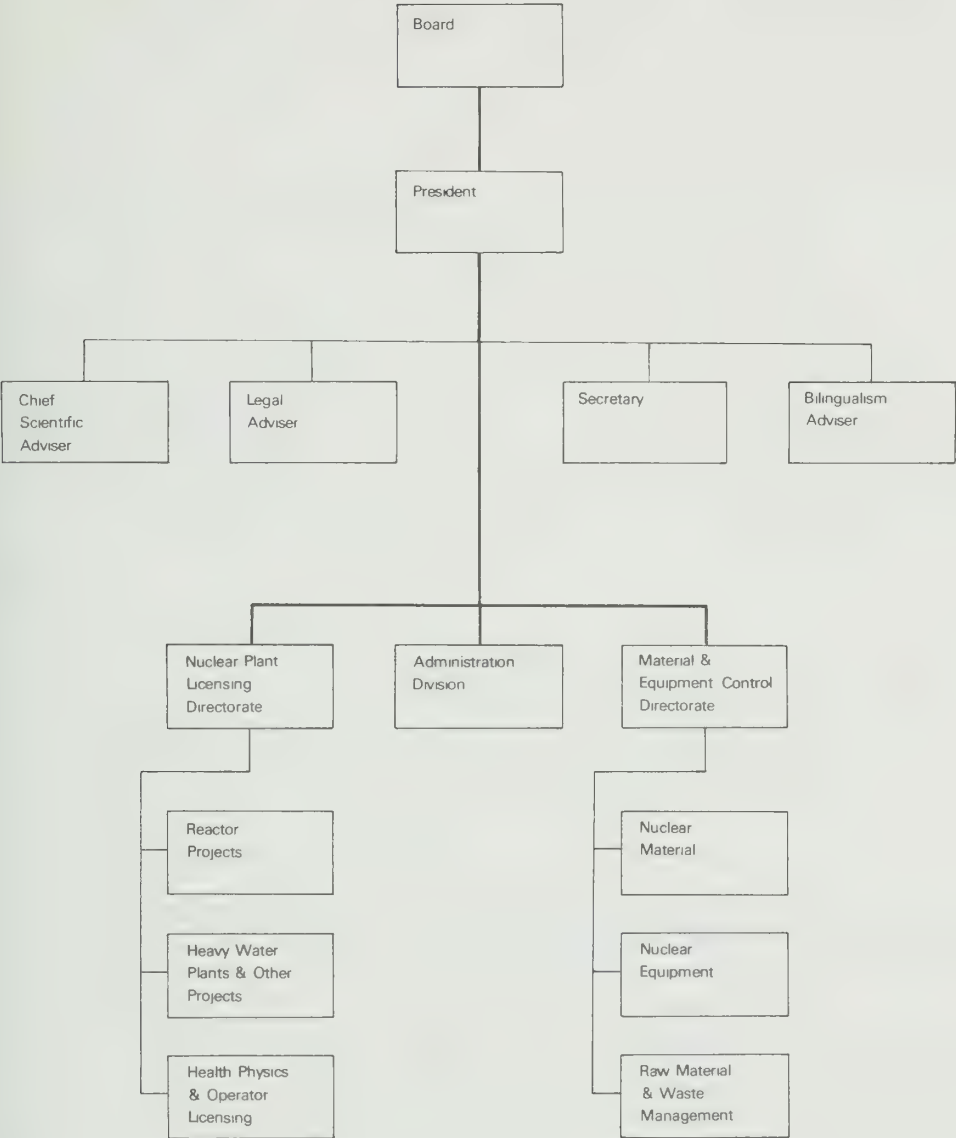 Board
President
Chief
Scientific
Adviser
Legal
Adviser
Secretary
Bilingualism
Adviser
Nuclear Plant
Licensing
Directorate
Administration
Division
Material &
Equipment Control
Directorate
Reactor
Projects
Heavy Water
Plants & Other
Projects
Health Physics
& Operator
Licensing
Nuclear
Material
Nuclear
Equipment
Raw Material
& Waste
Management